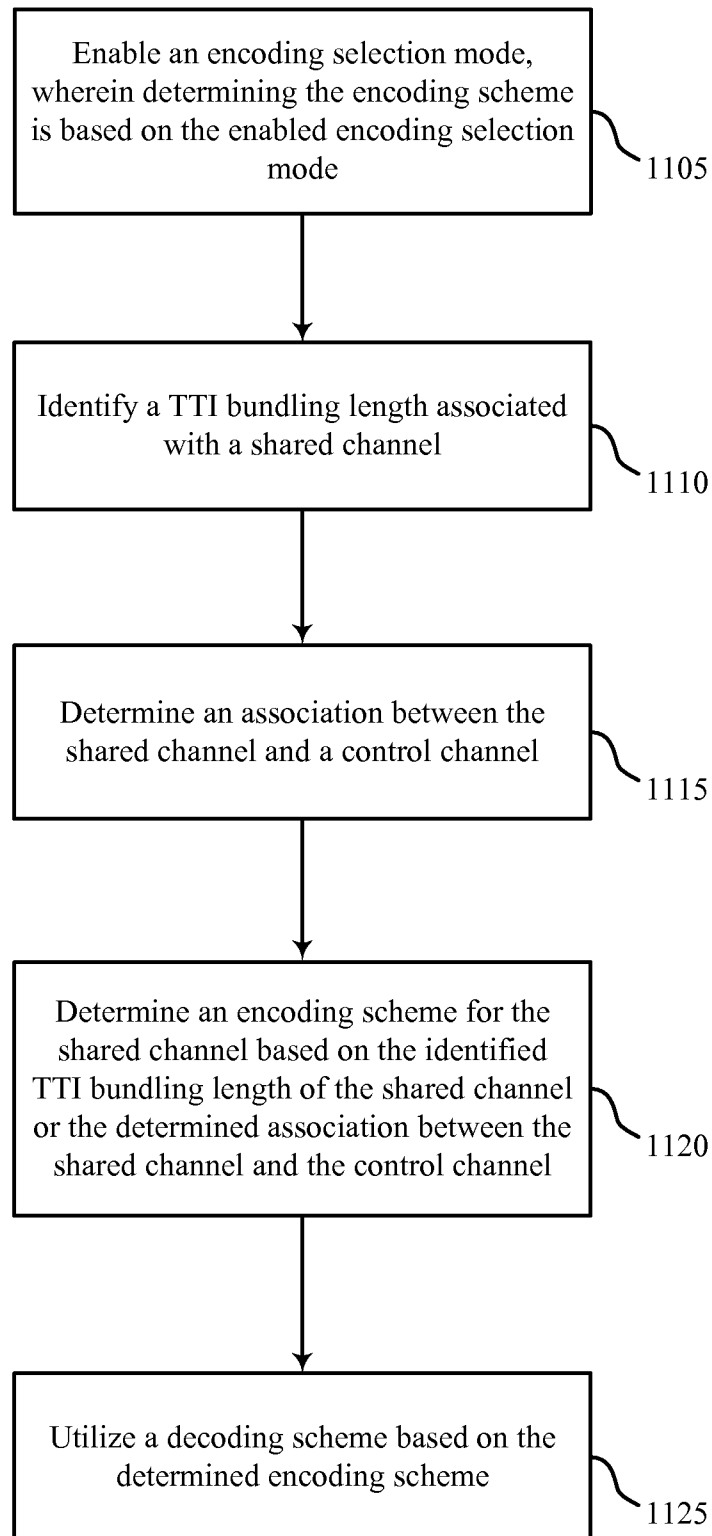 Enable an encoding selection mode,
wherein determining the encoding scheme
is based on the enabled encoding selection
mode
1105
Identify a TTI bundling length associated
with a shared channel
1110
Determine an association between the
shared channel and a control channel
1115
Determine an encoding scheme for the
shared channel based on the identified
TTI bundling length of the shared channel
or the determined association between the
shared channel and the control channel
1120
Utilize a decoding scheme based on the
determined encoding scheme
1125